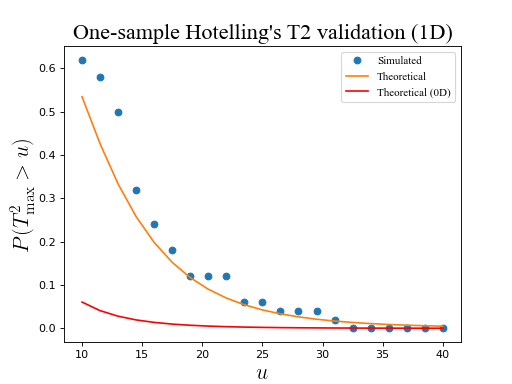 One-sample Hotelling's T2 validation (1D)
Simulated
Theoretical
Theoretical (0D)
P(T²max > u)
0.6
0.5
0.4
0.3
0.2
0.1
0.0
10 15 20 25 30 35 40
u